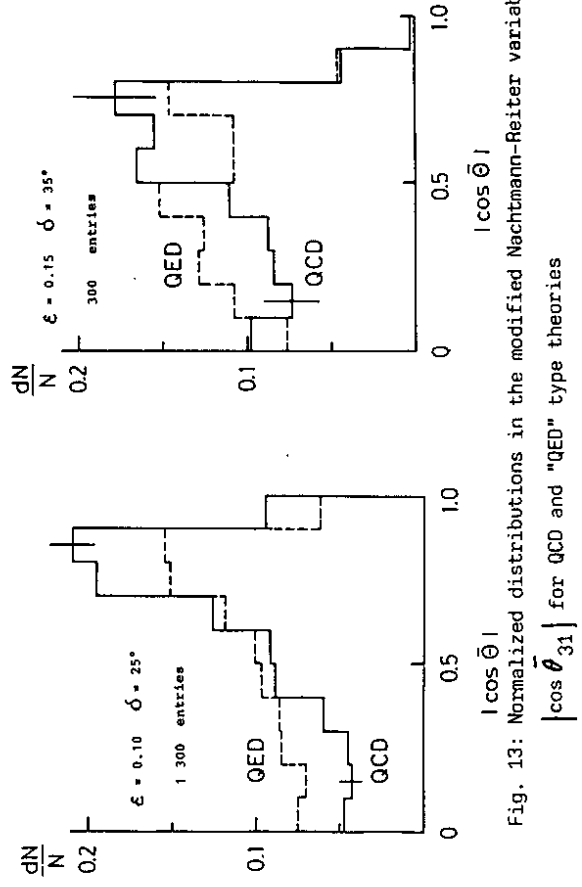 dN
N
0.2
0.1
ε = 0.10 δ = 25°
1 300 entries
QED
QCD
0
0.5
1.0
|cos Θ̄|
dN
N
0.2
0.1
ε = 0.15 δ = 35°
300 entries
QED
QCD
0
0.5
1.0
|cos Θ̄|
Fig. 13: Normalized distributions in the modified Nachtmann-Reiter
|cos θ̄31| for QCD and "QED" type theories